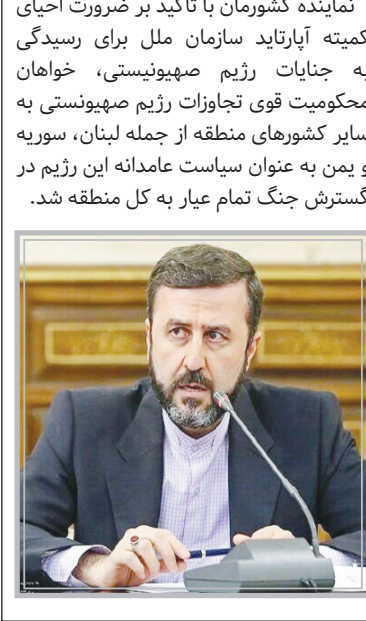 نماینده کشورمان با تاکید بر ضرورت احیای
کمیته آپارتاید سازمان ملل برای رسیدگی
به جنایات رژیم صهیونیستی، خواهان
محکومیت قوی تجاوزات رژیم صهیونستی به
سایر کشورهای منطقه از جمله لبنان، سوریه
و یمن به عنوان سیاست عامدانه این رژیم در
گسترش جنگ تمام عیار به کل منطقه شد.